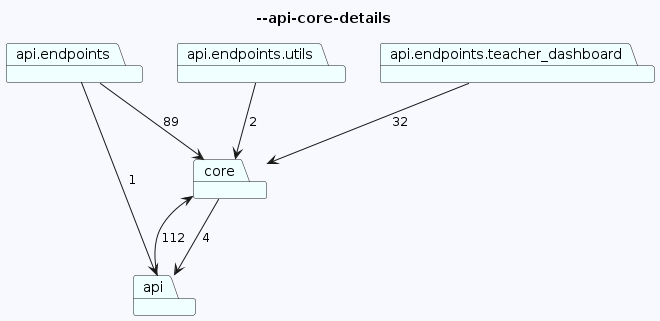 --api-core-details
api.endpoints
api.endpoints.utils
api.endpoints.teacher_dashboard
89
2
32
core
1
112
4
api